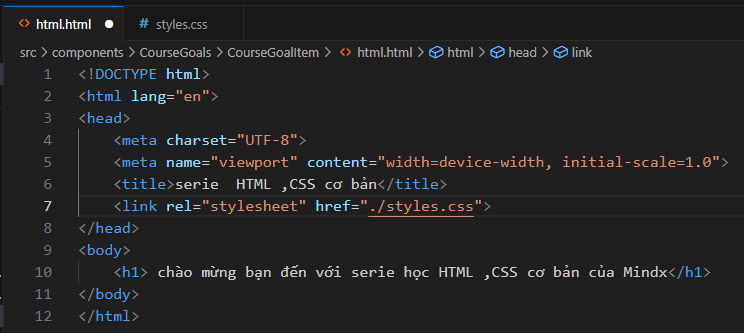 html.html
styles.css
src > components > CourseGoals > CourseGoalItem > html.html > html > head > link
1 <!DOCTYPE html>
2 <html lang="en">
3 <head>
4 <meta charset="UTF-8">
5 <meta name="viewport" content="width=device-width, initial-scale=1.0">
6 <title>serie  HTML ,CSS cơ bản</title>
7 <link rel="stylesheet" href="./styles.css">
8 </head>
9 <body>
10 <h1> chào mừng bạn đến với serie học HTML ,CSS cơ bản của Mindx</h1>
11 </body>
12 </html>